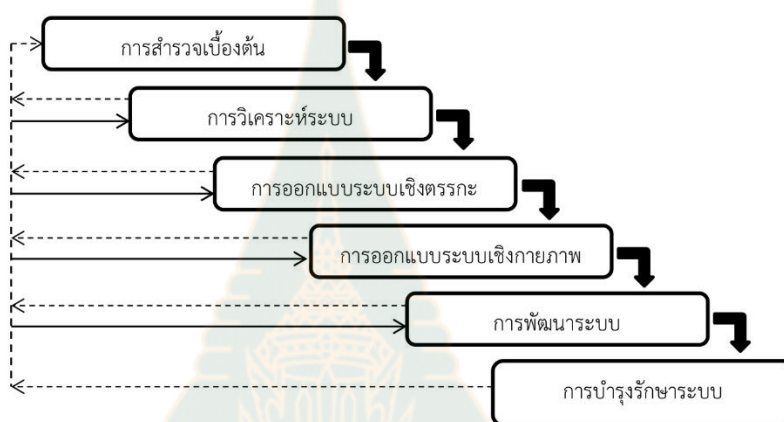 การสำรวจเบื้องต้น
การวิเคราะห์ระบบ
การออกแบบระบบเชิงตรรกะ
การออกแบบระบบเชิงกายภาพ
การพัฒนาระบบ
การบำรุงรักษาระบบ